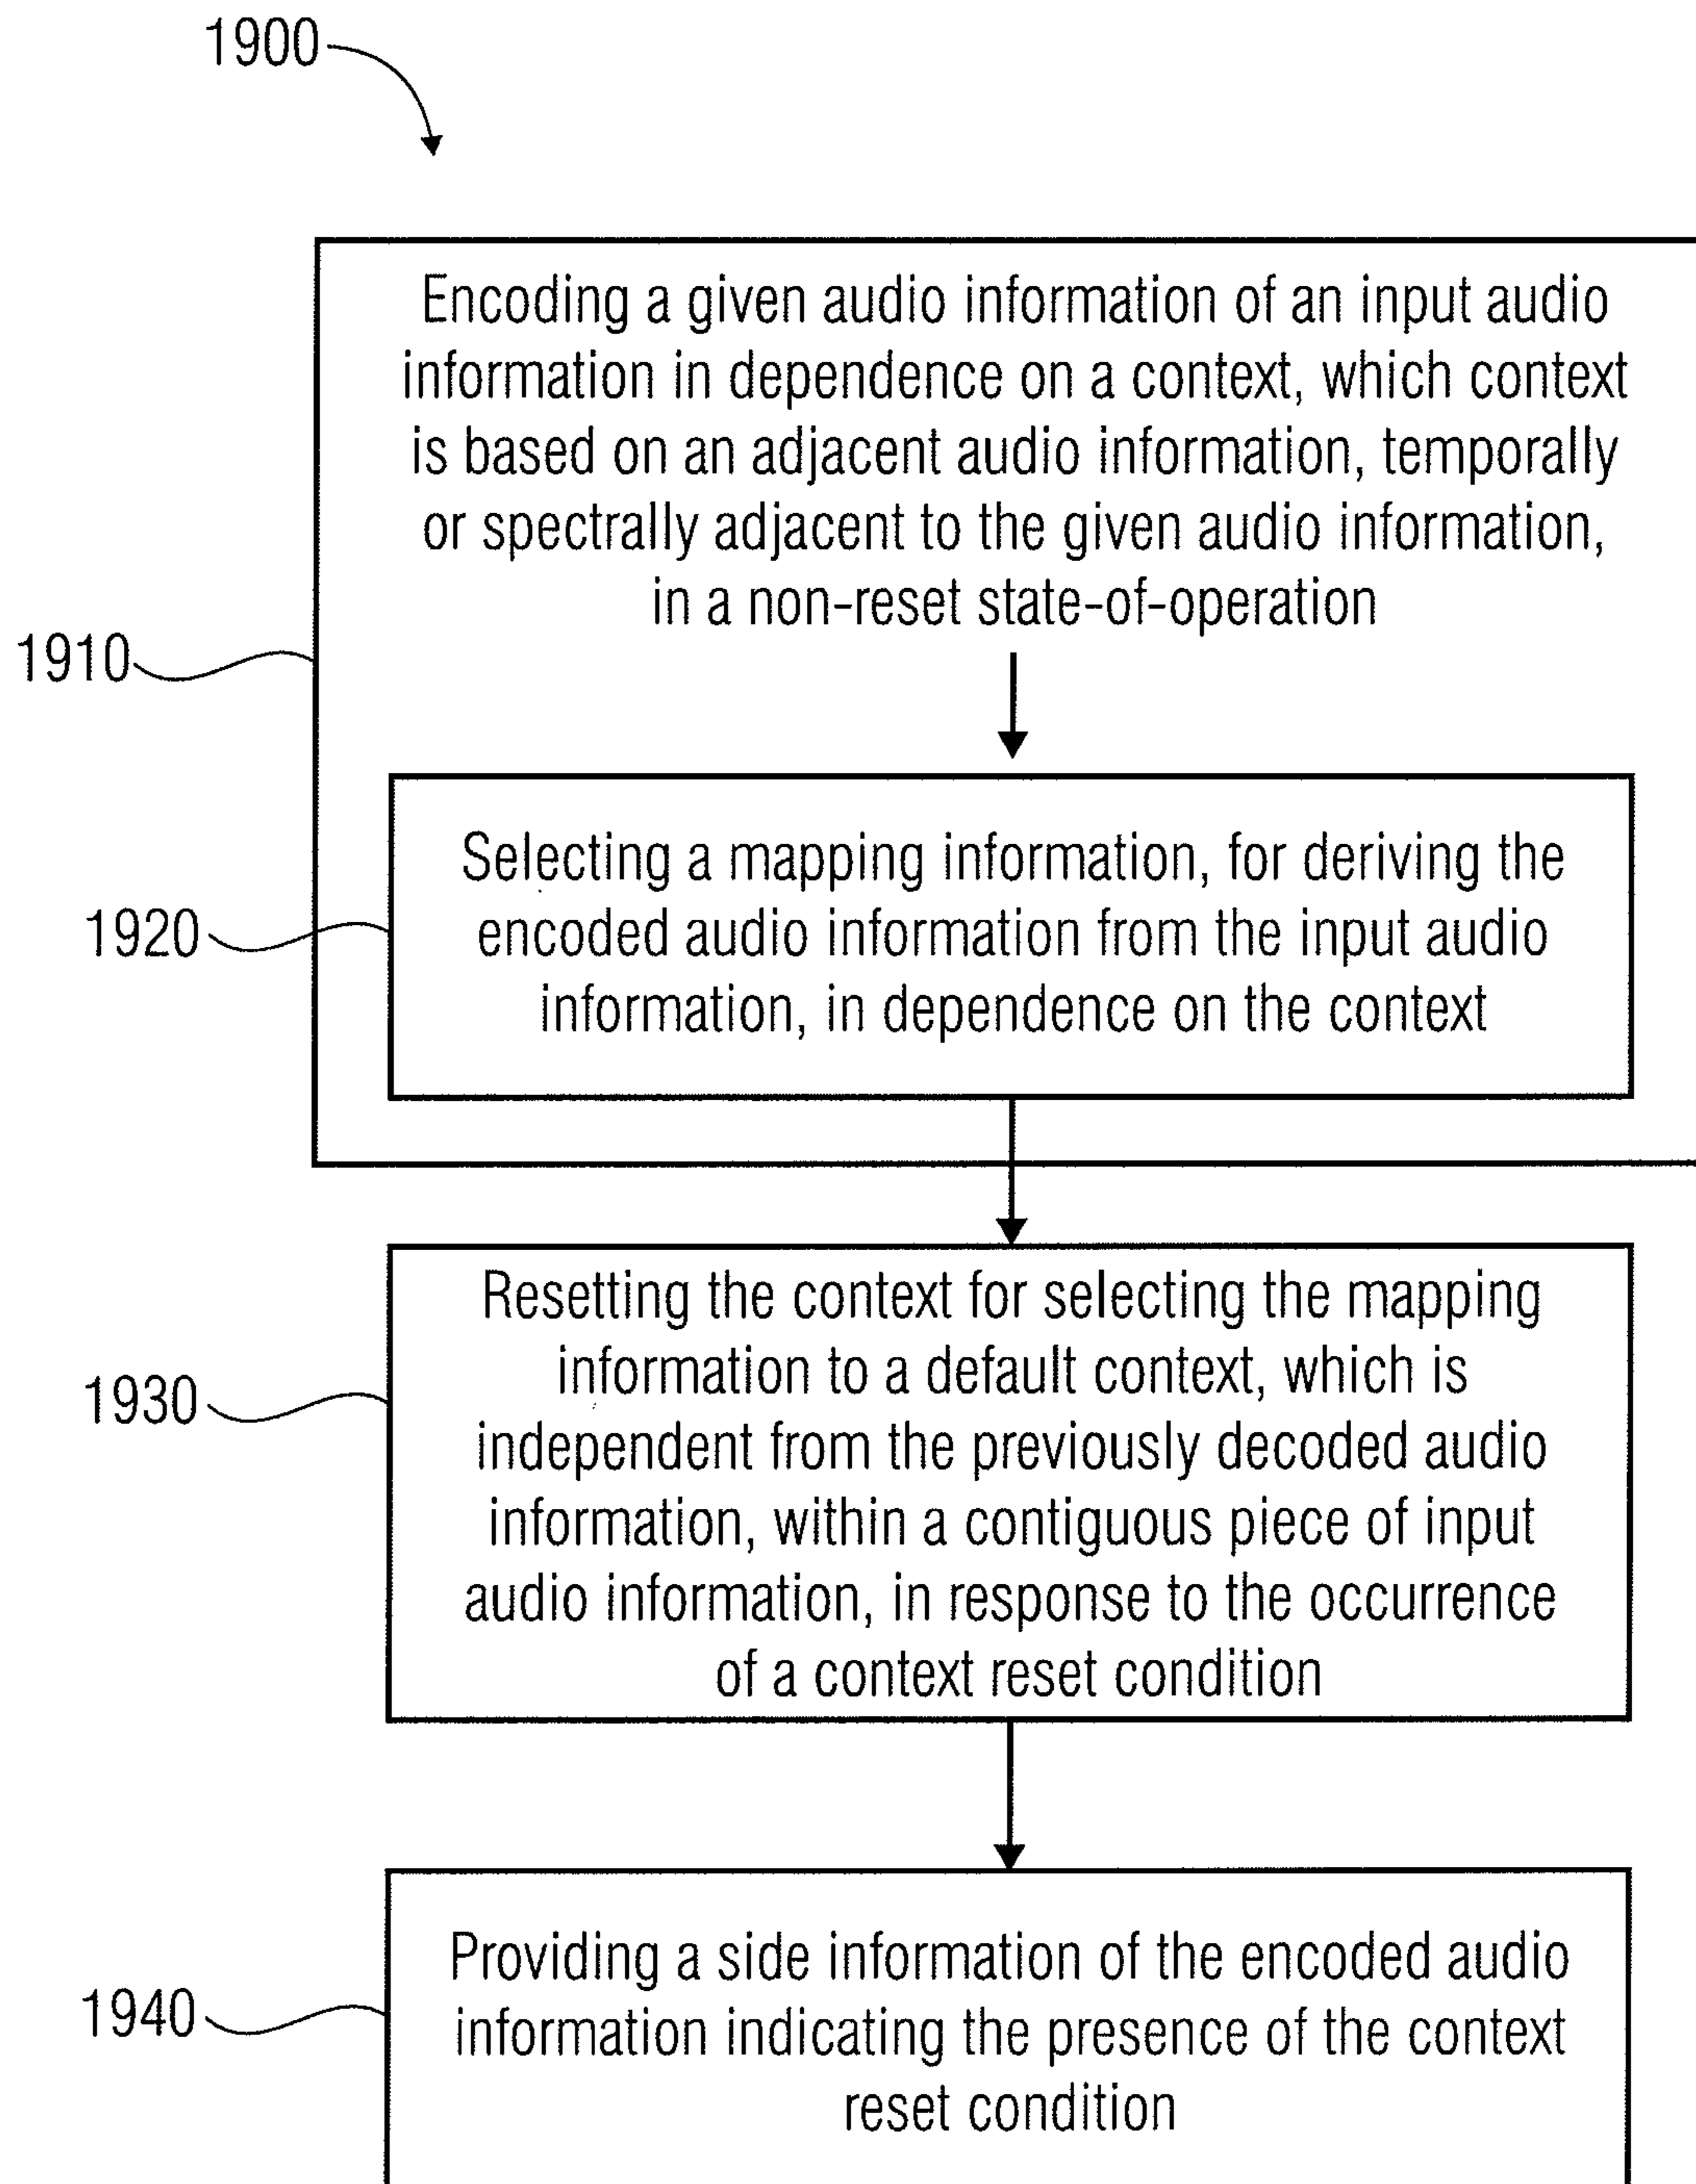 1900
Encoding a given audio information of an input audio
information in dependence on a context, which context
is based on an adjacent audio information, temporally
or spectrally adjacent to the given audio information,
in a non-reset state-of-operation
1910
Selecting a mapping information, for deriving the
encoded audio information from the input audio
information, in dependence on the context
1920
Resetting the context for selecting the mapping
information to a default context, which is
independent from the previously decoded audio
information, within a contiguous piece of input
audio information, in response to the occurrence
of a context reset condition
1930
Providing a side information of the encoded audio
information indicating the presence of the context
reset condition
1940